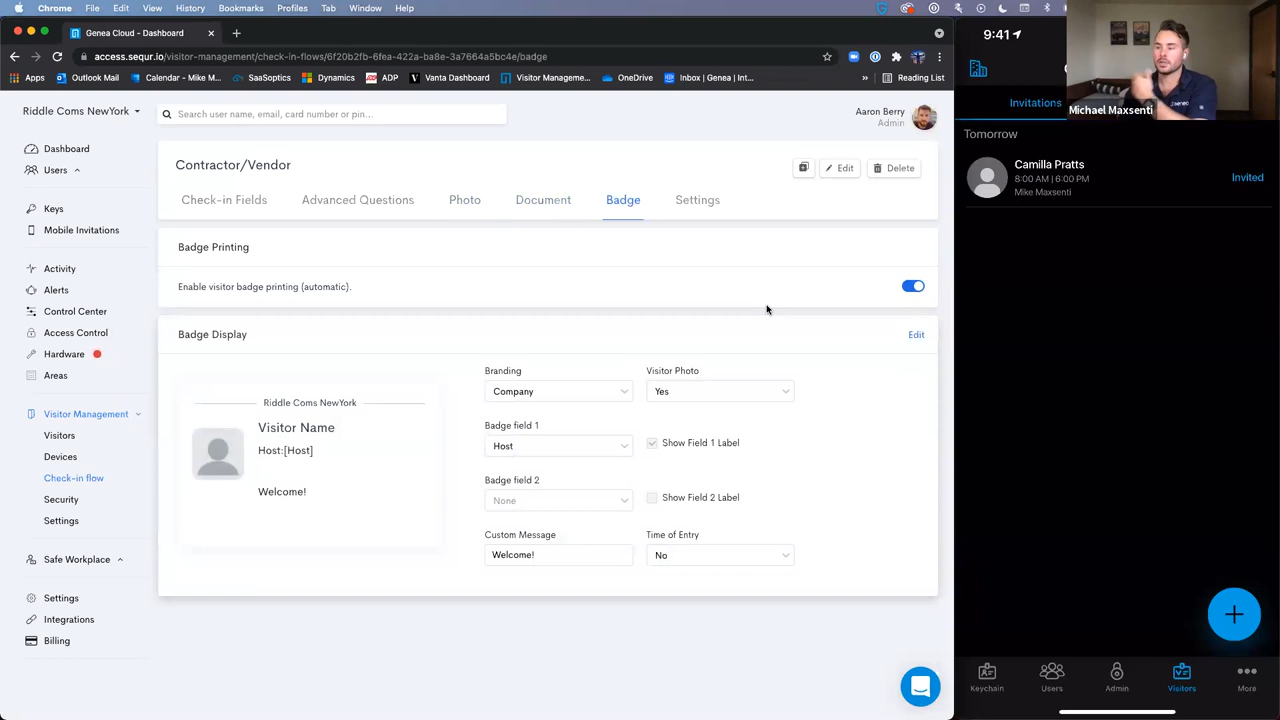 Chrome File Edit View History Bookmarks Profiles Tab Window Help
Genea Cloud - Dashboard
access.sequr.io/visitor-management/check-in-flows/6f20b2fb-6fea-422a-ba8e-3a7664a5bc4e/badge
Apps Outlook Mail Calendar - Mike M... SaaSoptics Dynamics ADP Vanta Dashboard Visitor Manageme... OneDrive Inbox | Genea | Int... » Reading List
Riddle Coms NewYork
Search user name, email, card number or pin...
Aaron Berry
Admin
Dashboard
Users
Keys
Mobile Invitations
Activity
Alerts
Control Center
Access Control
Hardware
Areas
Visitor Management
Visitors
Devices
Check-in flow
Security
Settings
Safe Workplace
Settings
Integrations
Billing
Contractor/Vendor
Edit
Delete
Check-in Fields Advanced Questions Photo Document Badge Settings
Badge Printing
Enable visitor badge printing (automatic).
Badge Display
Edit
Riddle Coms NewYork
Visitor Name
Host:[Host]
Welcome!
Branding Visitor Photo
Company Yes
Badge field 1
Host Show Field 1 Label
Badge field 2
None Show Field 2 Label
Custom Message Time of Entry
Welcome! No
9:41
Invitations
Michael Maxsenti
Tomorrow
Camilla Pratts
8:00 AM | 6:00 PM
Mike Maxsenti
Invited
Keychain Users Admin Visitors More